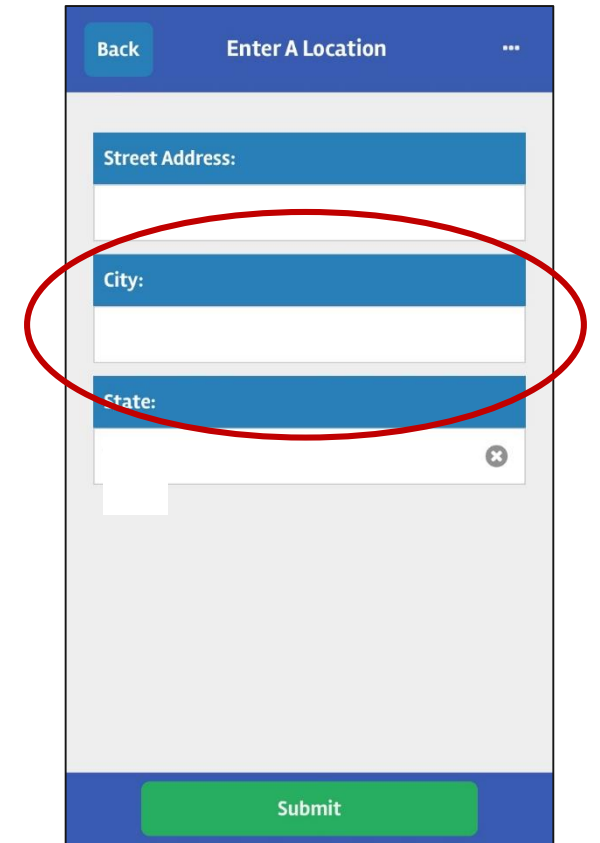 Back
Enter A Location
Street Address:
City:
State:
Submit